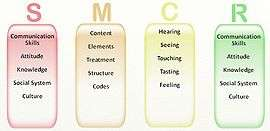 S M C R
Communication
Skills
Attitude
Knowledge
Social System
Culture
Content
Elements
Treatment
Structure
Codes
Hearing
Seeing
Touching
Tasting
Feeling
Communication
Skills
Attitude
Knowledge
Social System
Culture